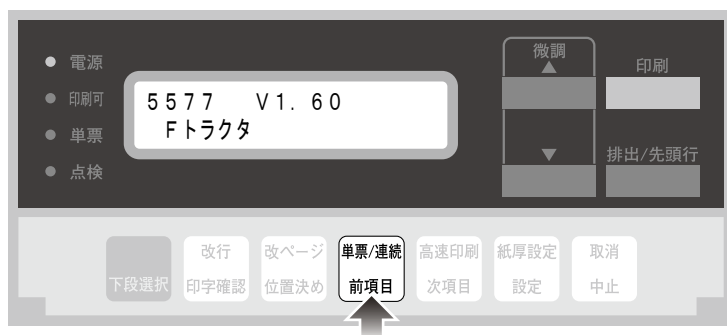 電源
印刷可
単票
点検
5577 V1.60
Fトラクタ
微調
印刷
排出/先頭行
下段選択
改行
印字確認
改ページ
位置決め
単票/連続
前項目
高速印刷
次項目
紙厚設定
設定
取消
中止